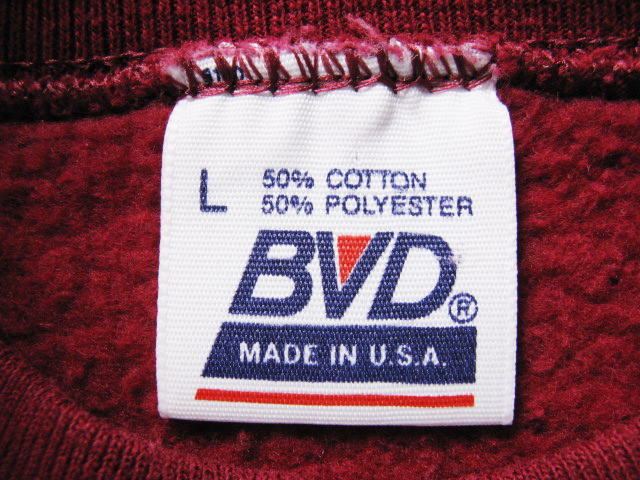 L 50% COTTON
50% POLYESTER
BVD®
MADE IN U.S.A.